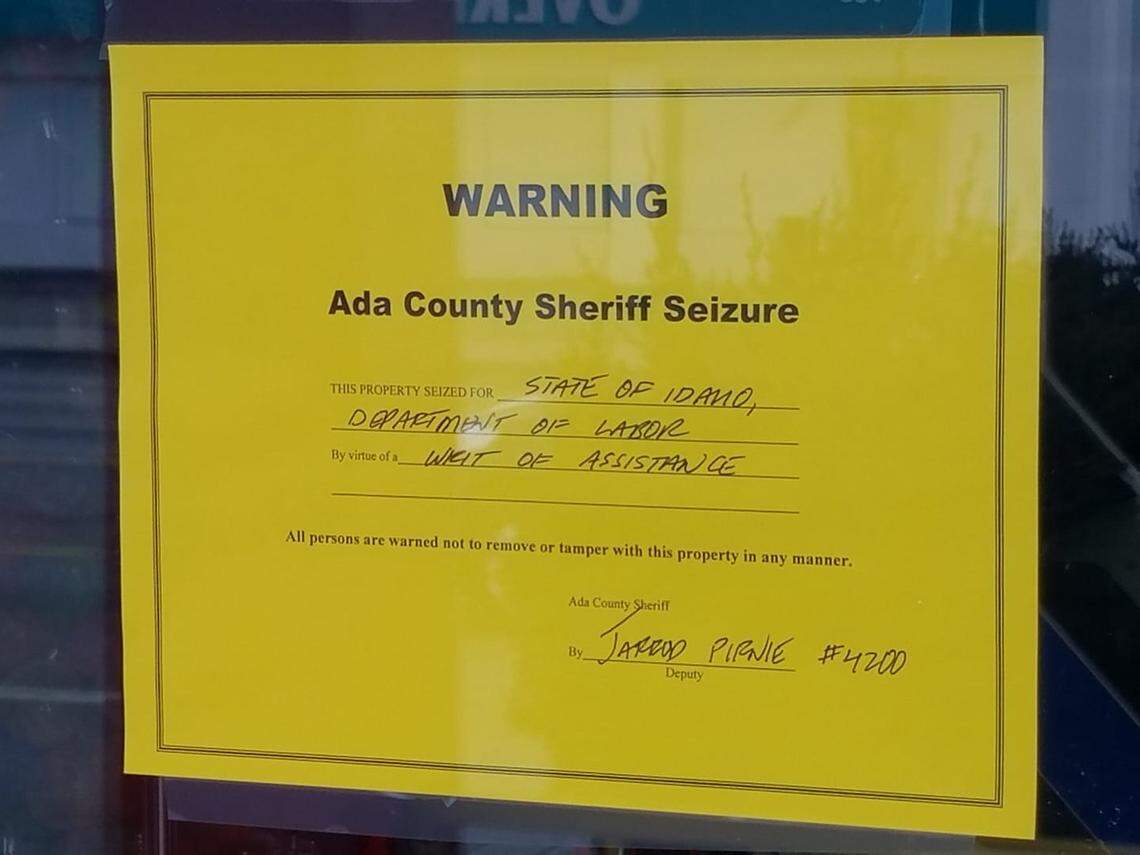 OVER
WARNING
Ada County Sheriff Seizure
THIS PROPERTY SEIZED FOR STATE OF IDAHO,
DEPARTMENT OF LABOR
By virtue of a WRIT OF ASSISTANCE
All persons are warned not to remove or tamper with this property in any manner.
Ada County Sheriff
By JARROD PIRNIE #4200
Deputy